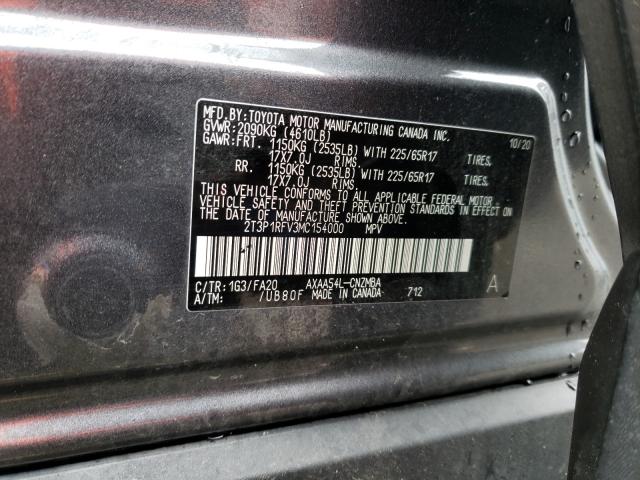 MFD.BY:TOYOTA MOTOR MANUFACTURING CANADA INC.
GVWR:2090KG (4610LB) 10/20
GAWR:FRT. 1150KG (2535LB) WITH 225/65R17 TIRES.
17X7.0J RIMS.
RR. 1150KG (2535LB) WITH 225/65R17 TIRES.
17X7.0J RIMS.
THIS VEHICLE CONFORMS TO ALL APPLICABLE FEDERAL MOTOR
VEHICLE SAFETY AND THEFT PREVENTION STANDARDS IN EFFECT
ON THE DATE OF MANUFACTURE SHOWN ABOVE.
2T3P1RFV3MC154000 MPV
C/TR:1G3/FA20 AXAA54L-CNZMBA A
A/TM: /UB80F MADE IN CANADA 712